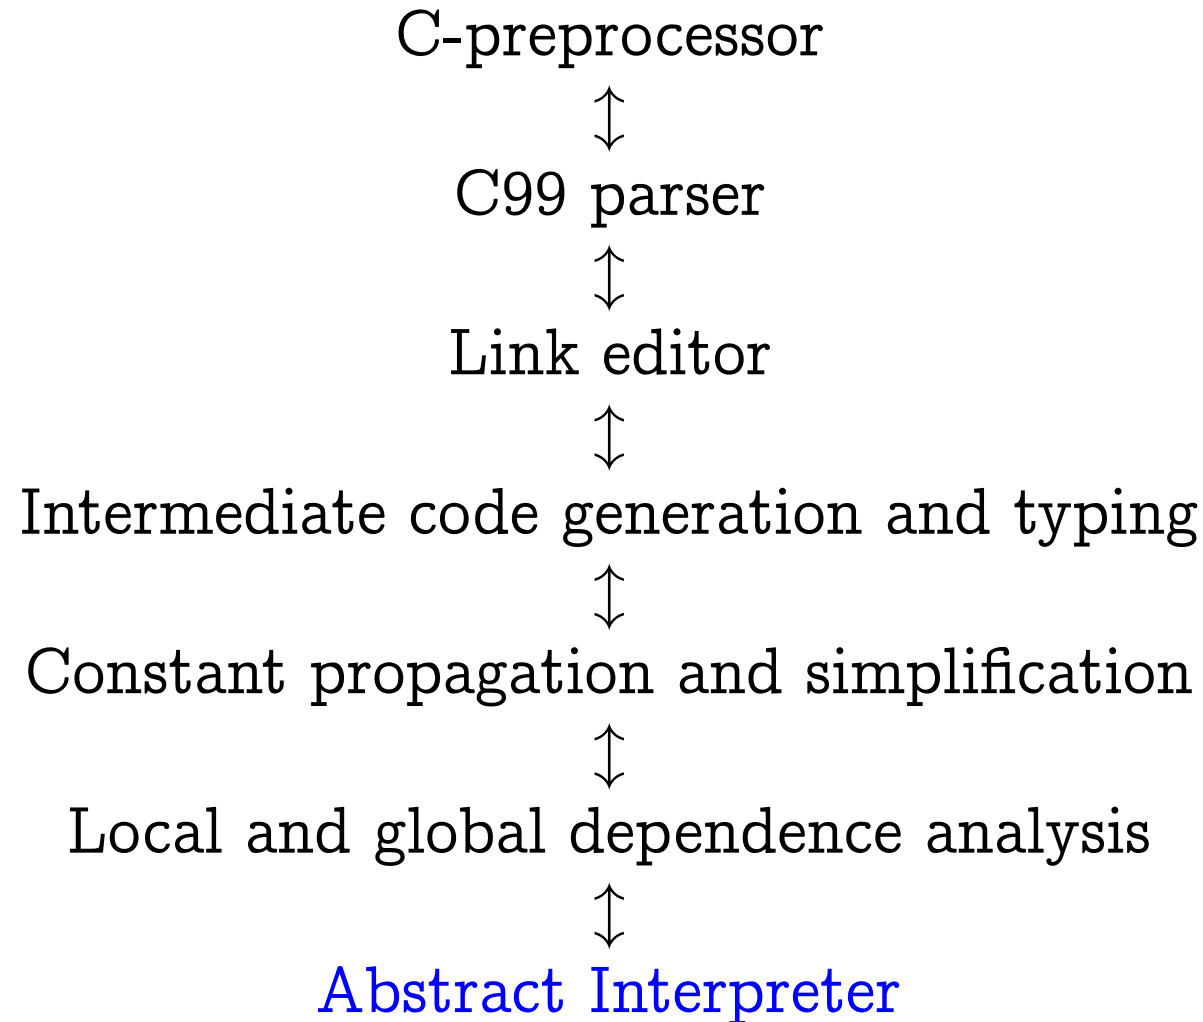 C-preprocessor
C99 parser
Link editor
Intermediate code generation and typing
Constant propagation and simplification
Local and global dependence analysis
Abstract Interpreter